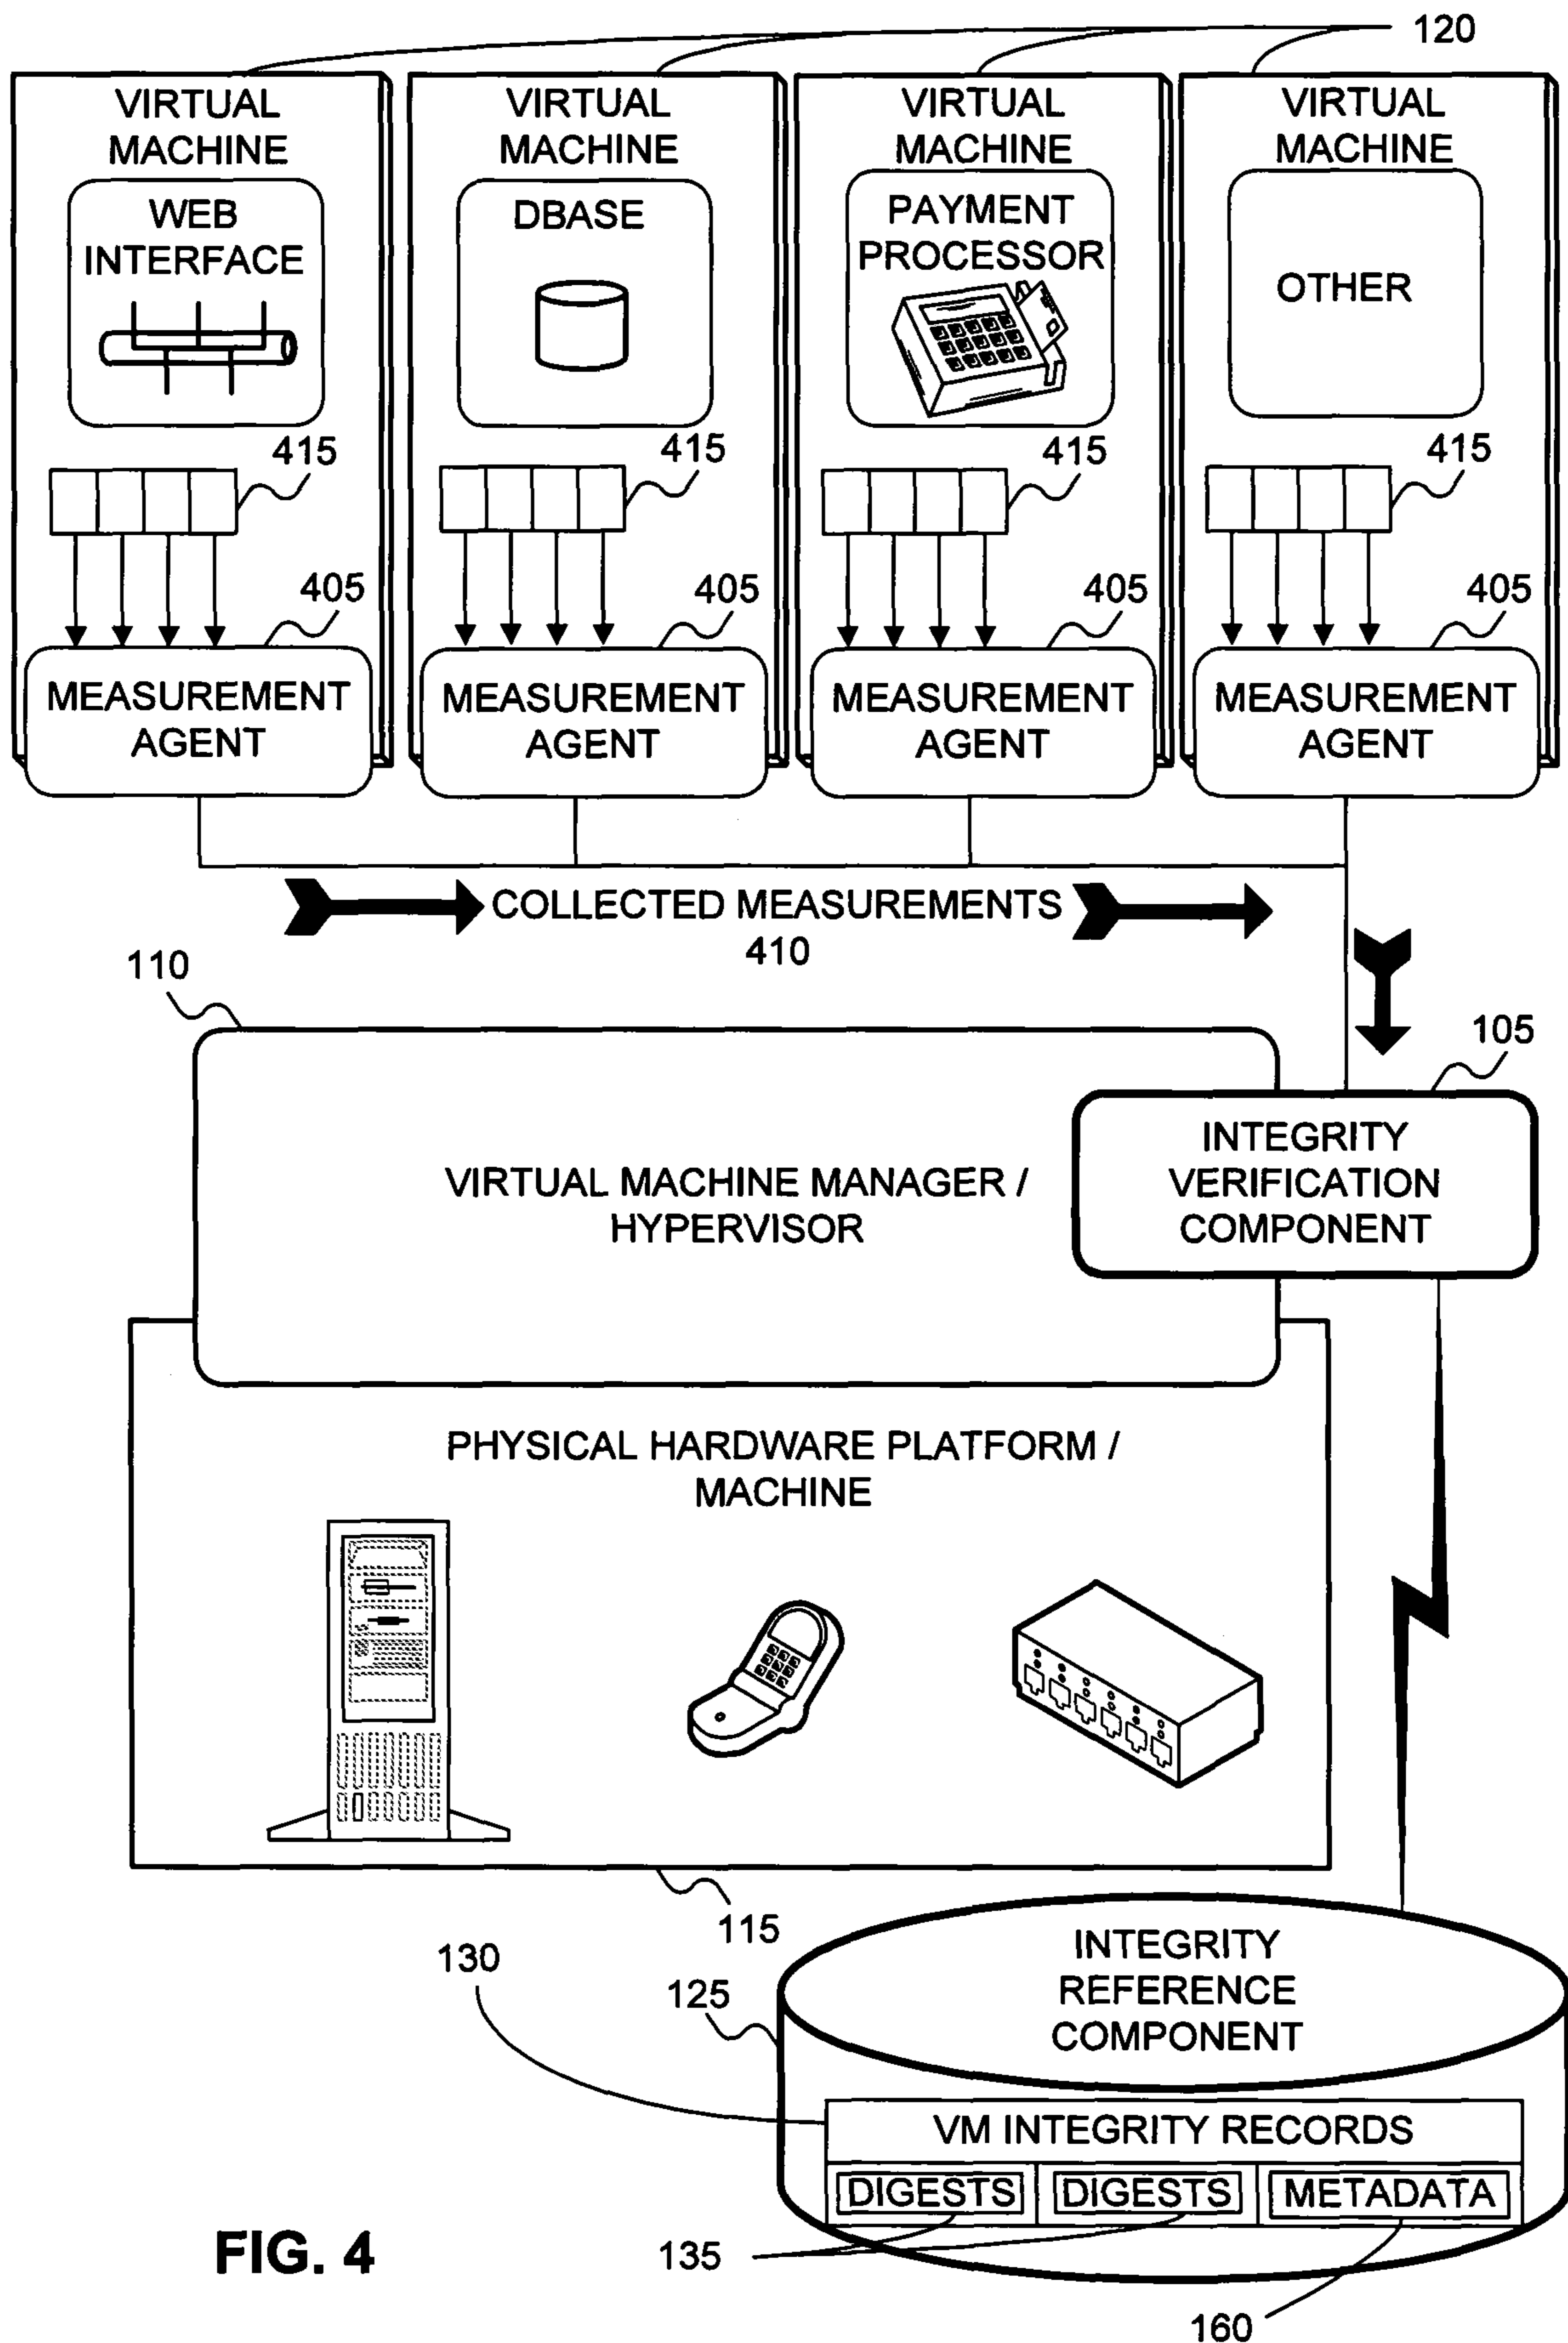 120
VIRTUAL
MACHINE
WEB
INTERFACE
415
405
MEASUREMENT
AGENT
VIRTUAL
MACHINE
DBASE
415
405
MEASUREMENT
AGENT
VIRTUAL
MACHINE
PAYMENT
PROCESSOR
415
405
MEASUREMENT
AGENT
VIRTUAL
MACHINE
OTHER
415
405
MEASUREMENT
AGENT
COLLECTED MEASUREMENTS
410
110
105
INTEGRITY
VERIFICATION
COMPONENT
VIRTUAL MACHINE MANAGER /
HYPERVISOR
PHYSICAL HARDWARE PLATFORM /
MACHINE
115
130
125
INTEGRITY
REFERENCE
COMPONENT
VM INTEGRITY RECORDS
DIGESTS DIGESTS METADATA
135
160
FIG. 4